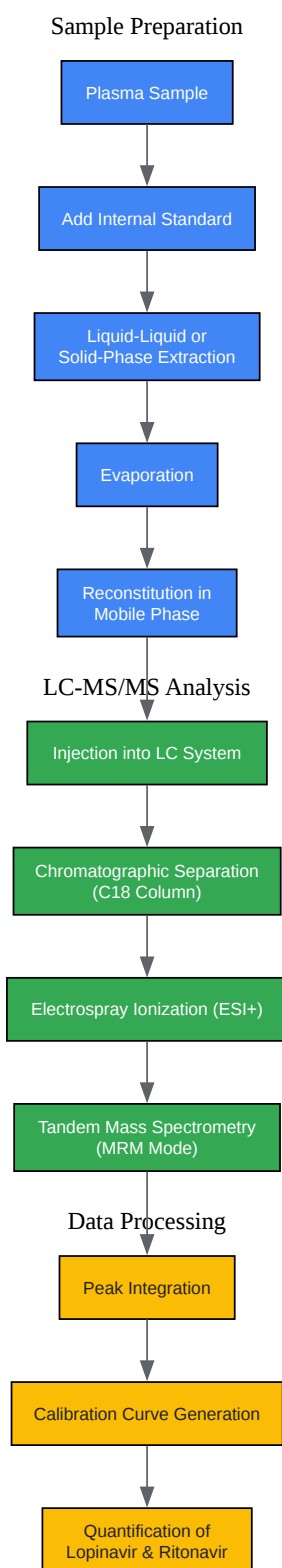 Sample Preparation
Plasma Sample
Add Internal Standard
Liquid-Liquid or
Solid-Phase Extraction
Evaporation
Reconstitution in
Mobile Phase
LC-MS/MS Analysis
Injection into LC System
Chromatographic Separation
(C18 Column)
Electrospray Ionization (ESI+)
Tandem Mass Spectrometry
(MRM Mode)
Data Processing
Peak Integration
Calibration Curve Generation
Quantification of
Lopinavir & Ritonavir